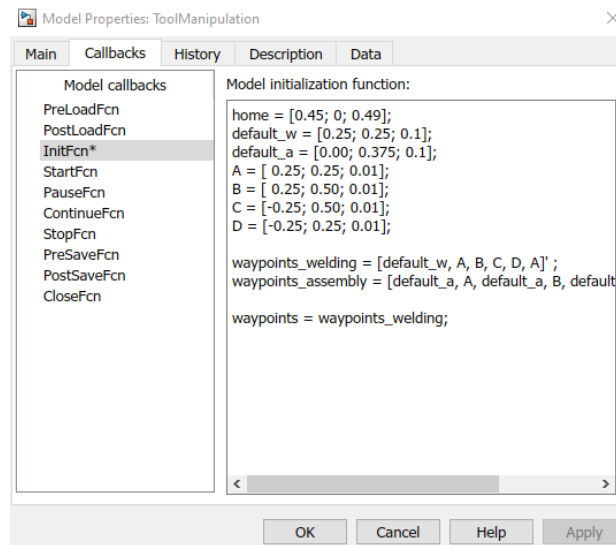 Model Properties: ToolManipulation
Main Callbacks History Description Data
Model callbacks
PreLoadFcn
PostLoadFcn
InitFcn*
StartFcn
PauseFcn
ContinueFcn
StopFcn
PreSaveFcn
PostSaveFcn
CloseFcn
Model initialization function:
home = [0.45; 0; 0.49];
default_w = [0.25; 0.25; 0.1];
default_a = [0.00; 0.375; 0.1];
A = [ 0.25; 0.25; 0.01];
B = [ 0.25; 0.50; 0.01];
C = [-0.25; 0.50; 0.01];
D = [-0.25; 0.25; 0.01];
waypoints_welding = [default_w, A, B, C, D, A]' ;
waypoints_assembly = [default_a, A, default_a, B, default
waypoints = waypoints_welding;
OK Cancel Help Apply